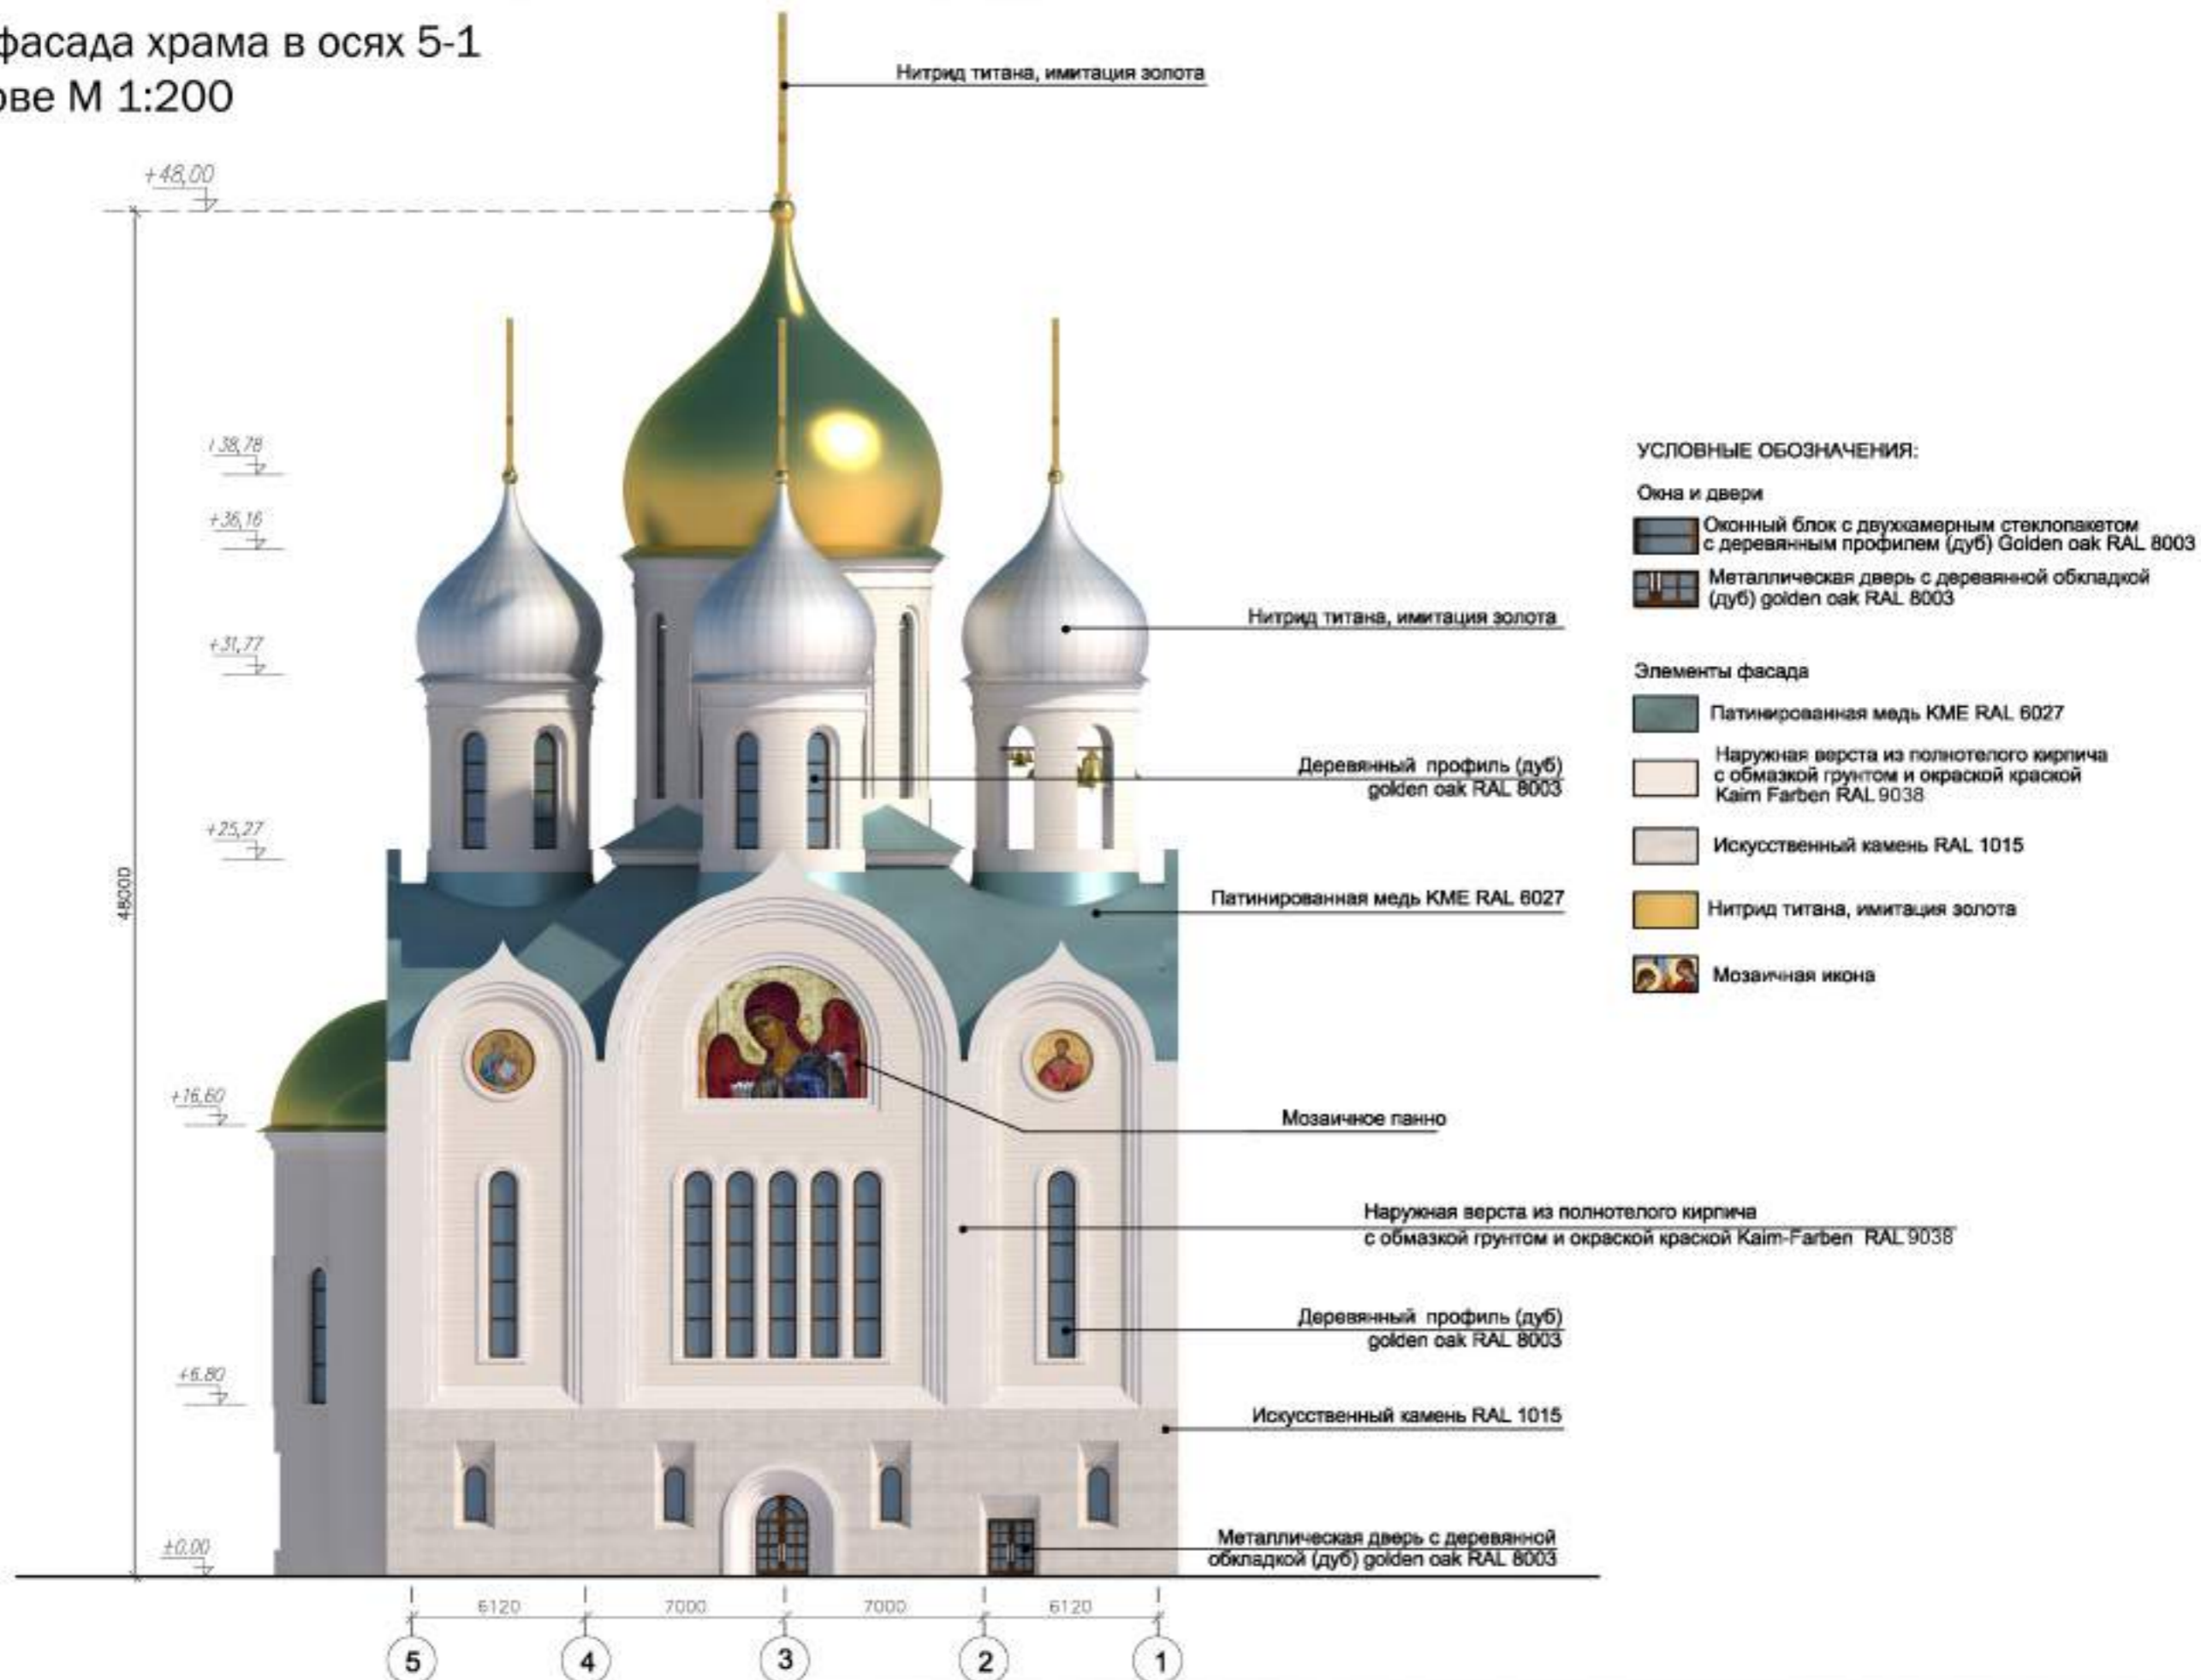 фасада храма в осях 5-1
ове М 1:200
Нитрид титана, имитация золота
+48,00
+38,78
+36,16
+31,77
+25,27
+16,60
+6.80
±0.00
48000
Нитрид титана, имитация золота
Деревянный профиль (дуб)
golden oak RAL 8003
Патинированная медь KME RAL 6027
Мозаичное панно
Наружная верста из полнотелого кирпича
с обмазкой грунтом и окраской краской Kaim-Farben RAL 9038
Деревянный профиль (дуб)
golden oak RAL 8003
Искусственный камень RAL 1015
Металлическая дверь с деревянной
обкладкой (дуб) golden oak RAL 8003
6120 7000 7000 6120
5 4 3 2 1
УСЛОВНЫЕ ОБОЗНАЧЕНИЯ:
Окна и двери
Оконный блок с двухкамерным стеклопакетом
с деревянным профилем (дуб) Golden oak RAL 8003
Металлическая дверь с деревянной обкладкой
(дуб) golden oak RAL 8003
Элементы фасада
Патинированная медь KME RAL 6027
Наружная верста из полнотелого кирпича
с обмазкой грунтом и окраской краской
Kaim Farben RAL 9038
Искусственный камень RAL 1015
Нитрид титана, имитация золота
Мозаичная икона